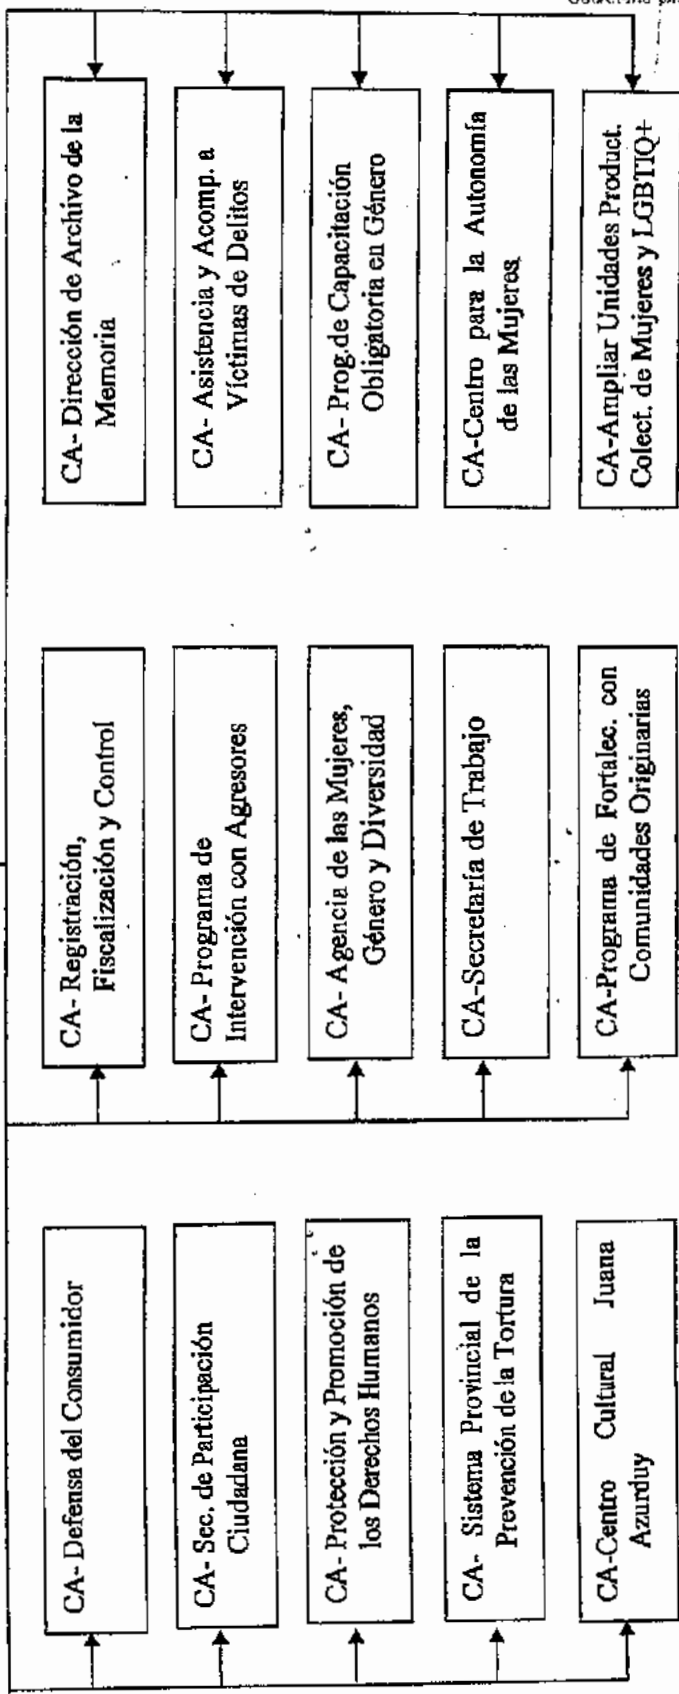 CA- Defensa del Consumidor
CA- Sec. de Participación
Ciudadana
CA- Protección y Promoción de
los Derechos Humanos
CA- Sistema Provincial de la
Prevención de la Tortura
CA-Centro Cultural Juana
Azurduy
CA- Registración,
Fiscalización y Control
CA- Programa de
Intervención con Agresores
CA- Agencia de las Mujeres,
Género y Diversidad
CA-Secretaría de Trabajo
CA-Programa de Fortalec. con
Comunidades Originarias
CA- Dirección de Archivo de la
Memoria
CA- Asistencia y Acomp. a
Víctimas de Delitos
CA- Prog.de Capacitación
Obligatoria en Género
CA-Centro para la Autonomía
de las Mujeres
CA-Ampliar Unidades Product.
Colect. de Mujeres y LGBTIQ+